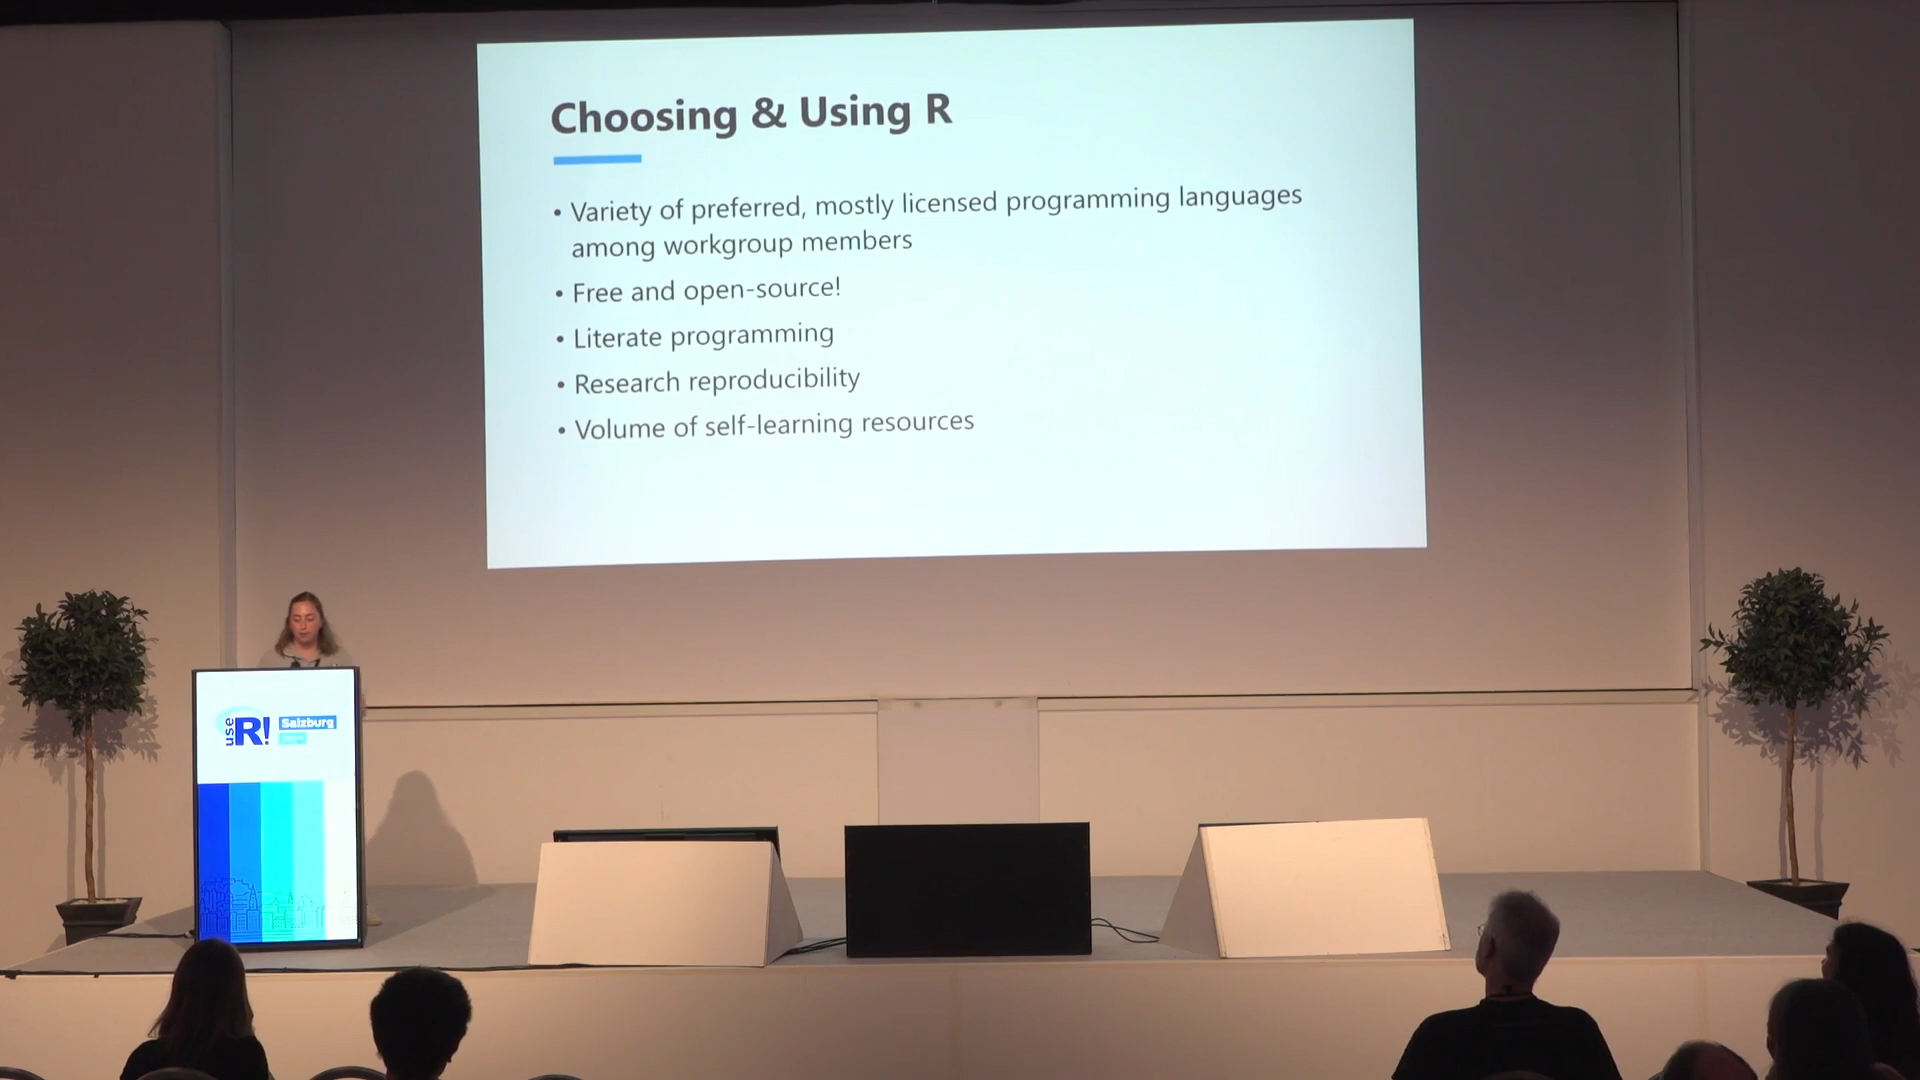 Choosing & Using R
• Variety of preferred, mostly licensed programming languages
among workgroup members
• Free and open-source!
• Literate programming
• Research reproducibility
• Volume of self-learning resources
use R!
Salzburg